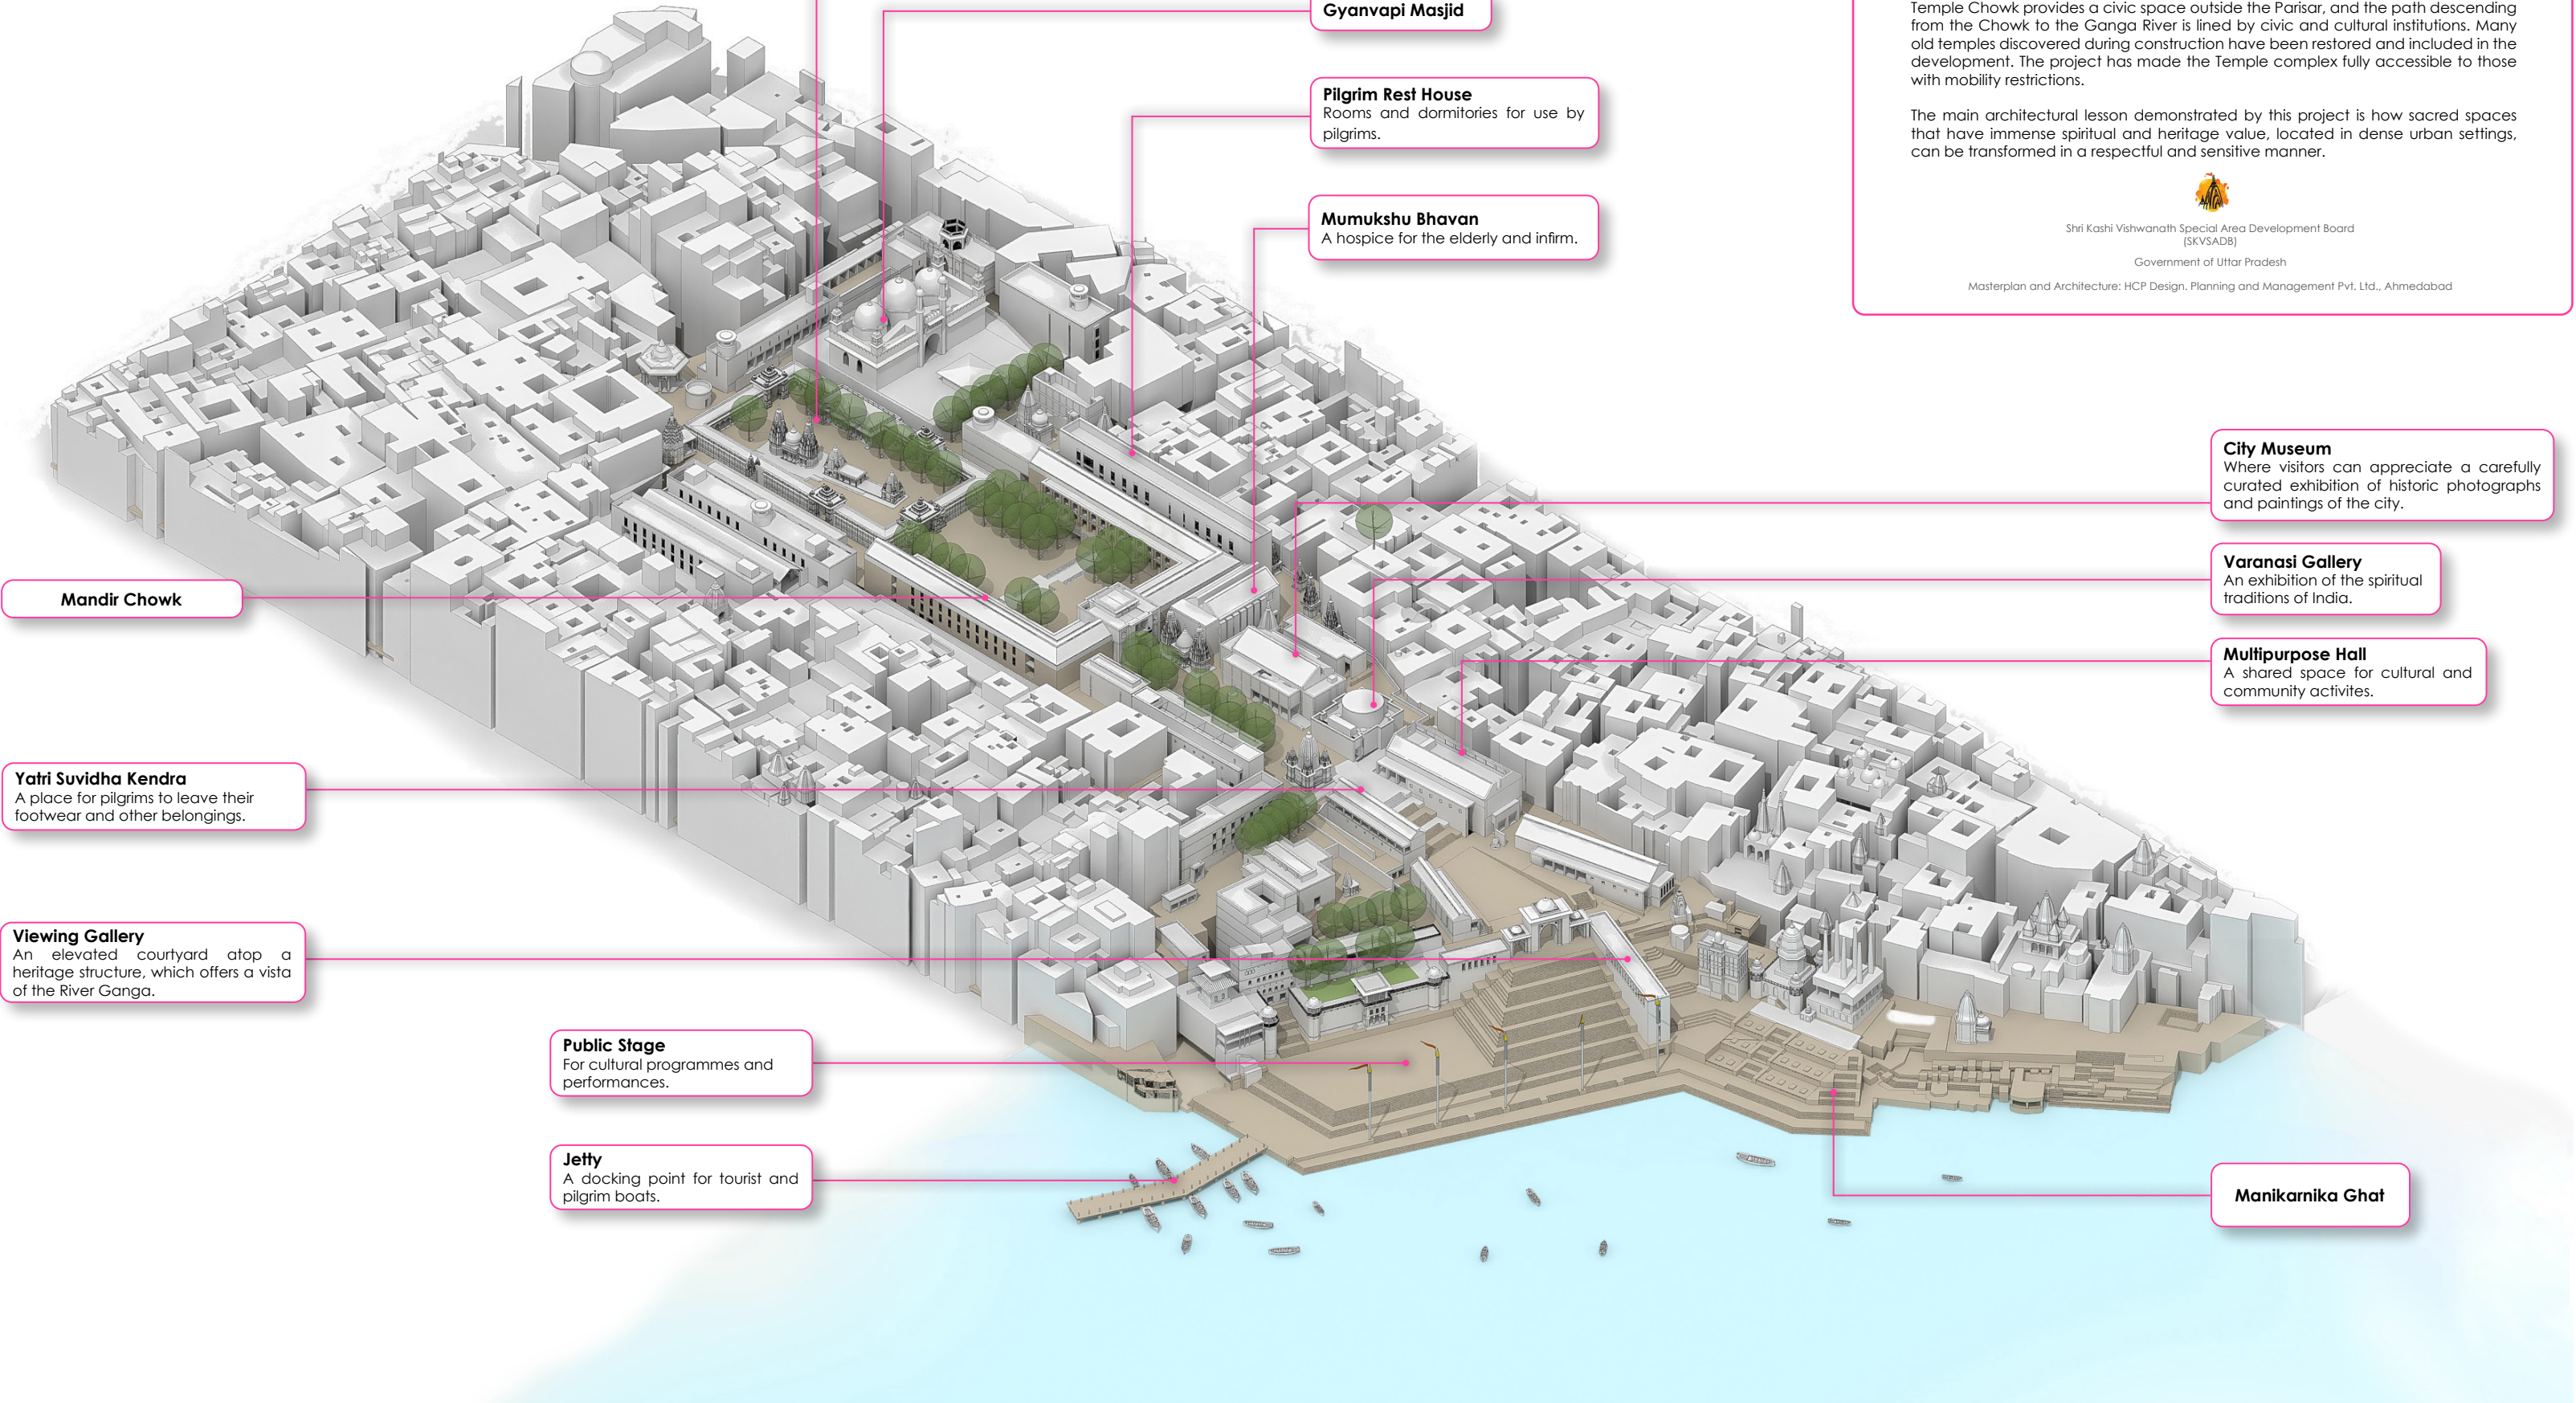 Gyanvapi Masjid
Temple Chowk provides a civic space outside the Parisar, and the path descending
from the Chowk to the Ganga River is lined by civic and cultural institutions. Many
old temples discovered during construction have been restored and included in the
development. The project has made the Temple complex fully accessible to those
with mobility restrictions.
The main architectural lesson demonstrated by this project is how sacred spaces
that have immense spiritual and heritage value, located in dense urban settings,
can be transformed in a respectful and sensitive manner.
Shri Kashi Vishwanath Special Area Development Board
(SKVSADB)
Government of Uttar Pradesh
Masterplan and Architecture: HCP Design. Planning and Management Pvt. Ltd., Ahmedabad
Pilgrim Rest House
Rooms and dormitories for use by
pilgrims.
Mumukshu Bhavan
A hospice for the elderly and infirm.
City Museum
Where visitors can appreciate a carefully
curated exhibition of historic photographs
and paintings of the city.
Varanasi Gallery
An exhibition of the spiritual
traditions of India.
Mandir Chowk
Multipurpose Hall
A shared space for cultural and
community activites.
Yatri Suvidha Kendra
A place for pilgrims to leave their
footwear and other belongings.
Viewing Gallery
An elevated courtyard atop a
heritage structure, which offers a vista
of the River Ganga.
Public Stage
For cultural programmes and
performances.
Jetty
A docking point for tourist and
pilgrim boats.
Manikarnika Ghat